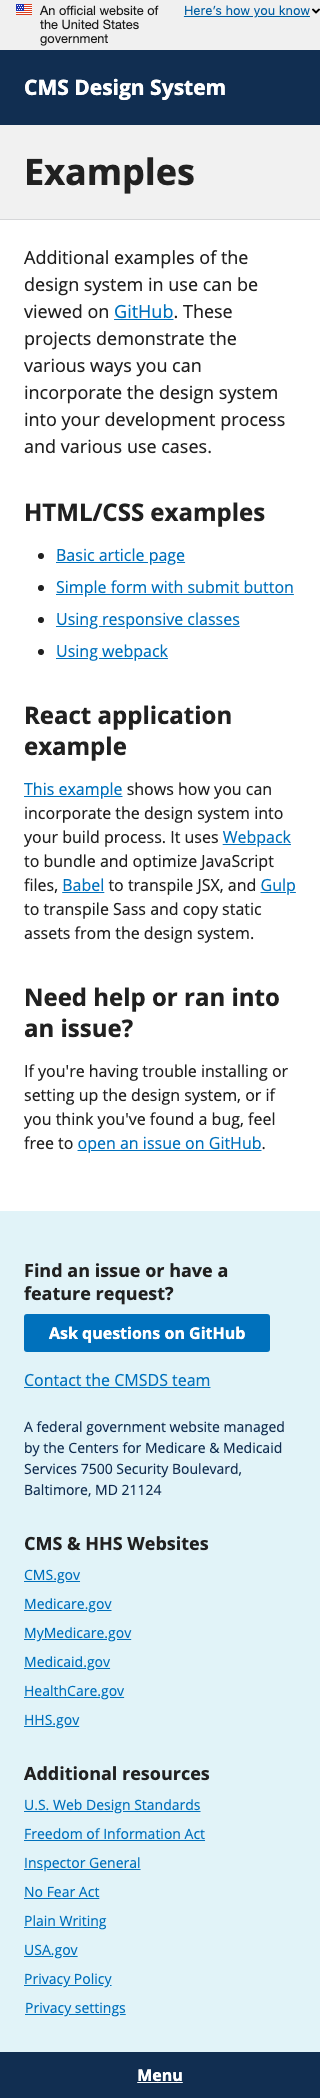 An official website of
the United States
government
Here's how you know
CMS Design System
Examples
Additional examples of the
design system in use can be
viewed on GitHub. These
projects demonstrate the
various ways you can
incorporate the design system
into your development process
and various use cases.
HTML/CSS examples
Basic article page
Simple form with submit button
Using responsive classes
Using webpack
React application
example
This example shows how you can
incorporate the design system into
your build process. It uses Webpack
to bundle and optimize JavaScript
files, Babel to transpile JSX, and Gulp
to transpile Sass and copy static
assets from the design system.
Need help or ran into
an issue?
If you're having trouble installing or
setting up the design system, or if
you think you've found a bug, feel
free to open an issue on GitHub.
Find an issue or have a
feature request?
Ask questions on GitHub
Contact the CMSDS team
A federal government website managed
by the Centers for Medicare & Medicaid
Services 7500 Security Boulevard,
Baltimore, MD 21124
CMS & HHS Websites
CMS.gov
Medicare.gov
MyMedicare.gov
Medicaid.gov
HealthCare.gov
HHS.gov
Additional resources
U.S. Web Design Standards
Freedom of Information Act
Inspector General
No Fear Act
Plain Writing
USA.gov
Privacy Policy
Privacy settings
Menu